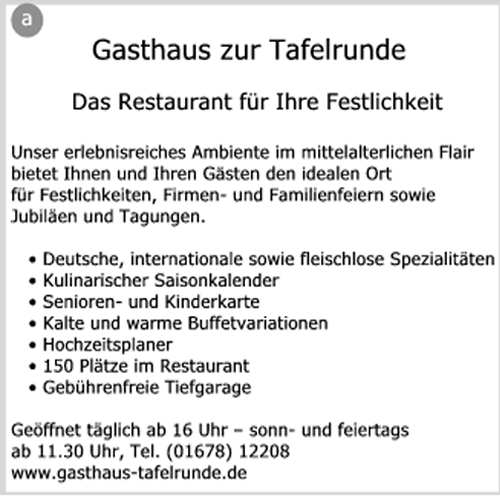 a
Gasthaus zur Tafelrunde
Das Restaurant für Ihre Festlichkeit
Unser erlebnisreiches Ambiente im mittelalterlichen Flair
bietet Ihnen und Ihren Gästen den idealen Ort
für Festlichkeiten, Firmen- und Familienfeiern sowie
Jubiläen und Tagungen.
• Deutsche, internationale sowie fleischlose Spezialitäten
• Kulinarischer Saisonkalender
• Senioren- und Kinderkarte
• Kalte und warme Buffetvariationen
• Hochzeitsplaner
• 150 Plätze im Restaurant
• Gebührenfreie Tiefgarage
Geöffnet täglich ab 16 Uhr – sonn- und feiertags
ab 11.30 Uhr, Tel. (01678) 12208
www.gasthaus-tafelrunde.de